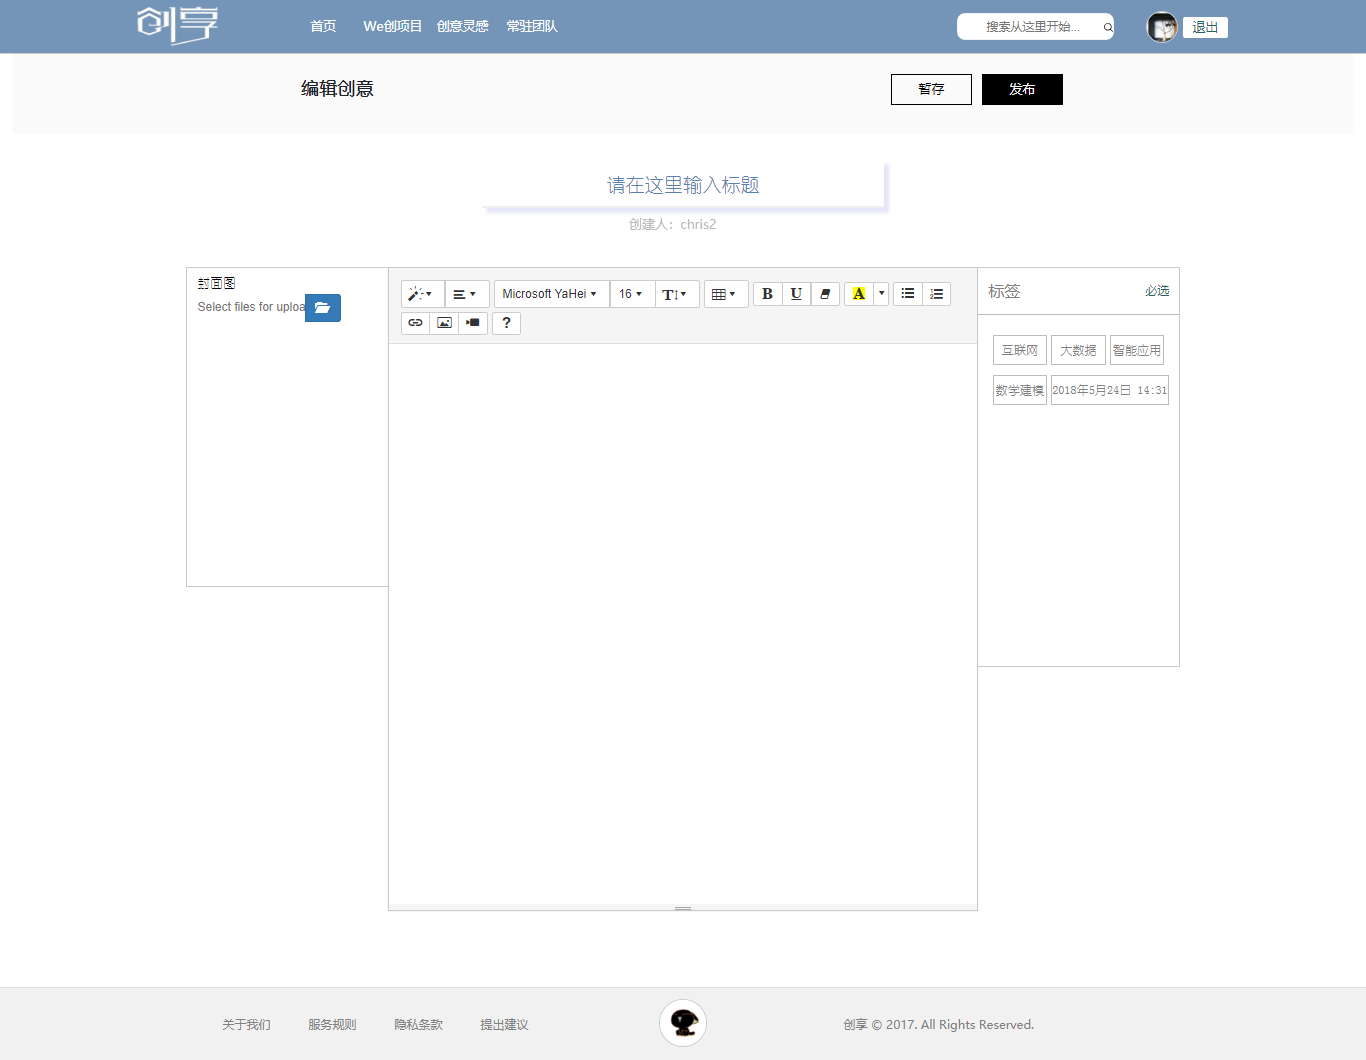 创享 首页 We创项目 创意灵感 常驻团队 搜索从这里开始... 退出
编辑创意 暂存 发布
请在这里输入标题
创建人：chris2
封面图
Select files for uploa
Microsoft YaHei 16 T B U A
?
标签 必选
互联网 大数据 智能应用
数学建模 2018年5月24日 14:31
关于我们 服务规则 隐私条款 提出建议 创享 © 2017. All Rights Reserved.